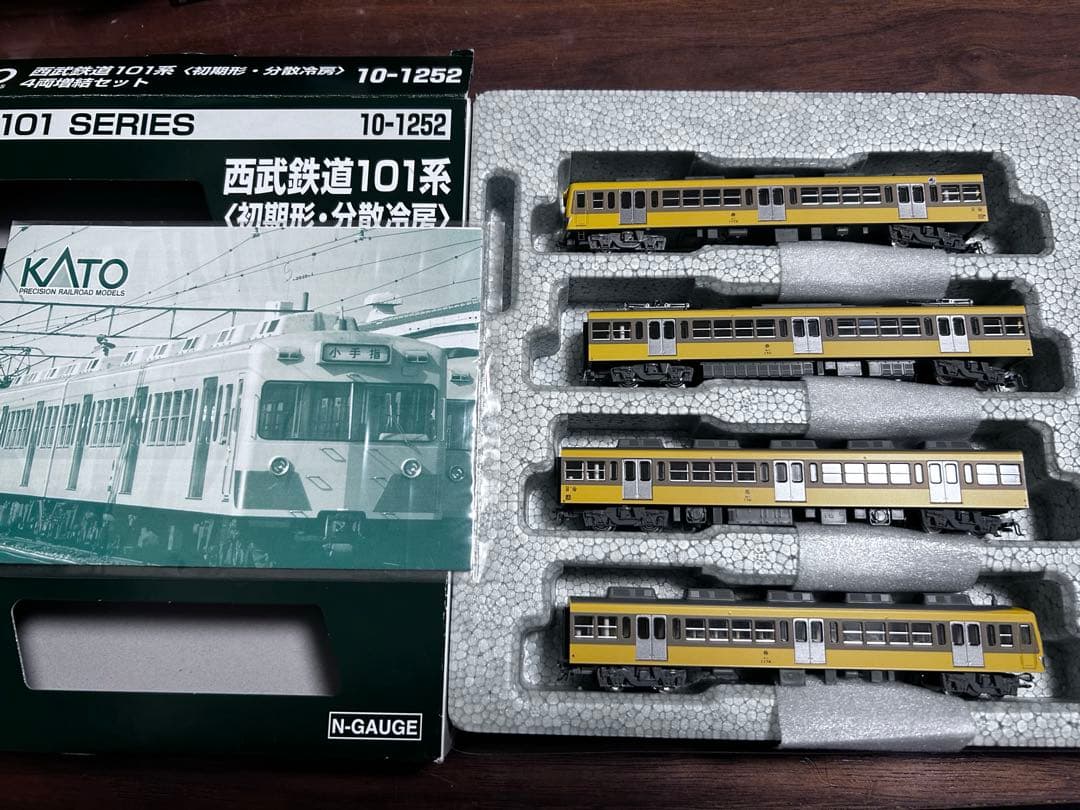 西武鉄道101系〈初期形・分散冷房〉 10-1252
4両増結セット
101 SERIES 10-1252
西武鉄道101系
〈初期形・分散冷房〉
KATO
PRECISION RAILROAD MODELS
小手指
N-GAUGE